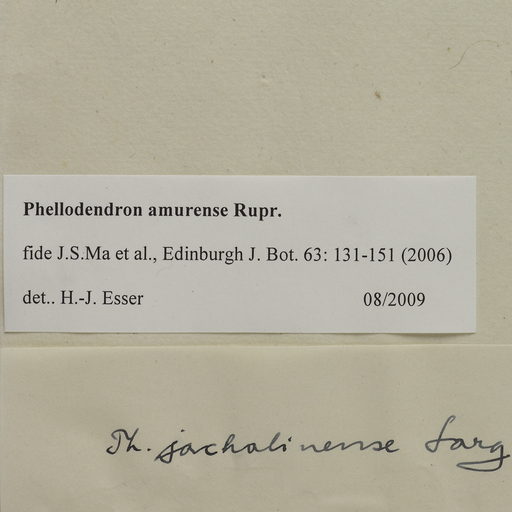 Phellodendron amurense Rupr.
fide J.S.Ma et al., Edinburgh J. Bot. 63: 131-151 (2006)
det.. H.-J. Esser 08/2009
Ph. sachalinense Sarg